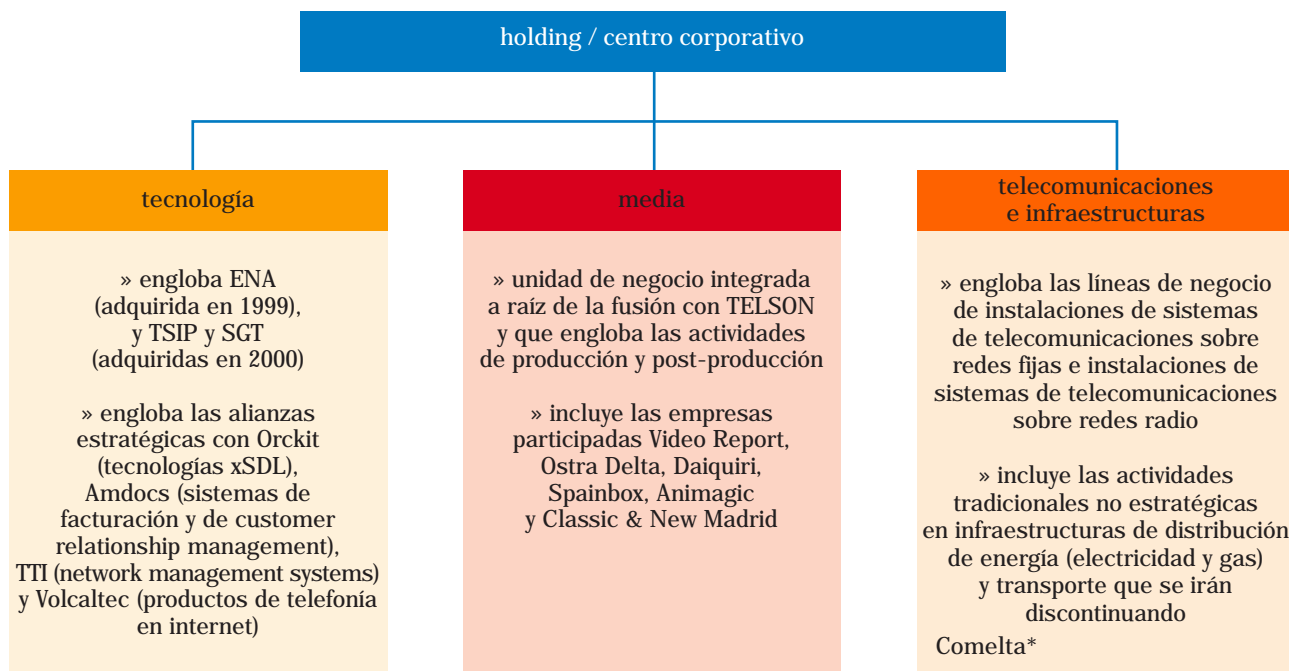 holding / centro corporativo
tecnología
» engloba ENA
(adquirida en 1999),
y TSIP y SGT
(adquiridas en 2000)
» engloba las alianzas
estratégicas con Orckit
(tecnologías xSDL),
Amdocs (sistemas de
facturación y de customer
relationship management),
TTI (network management systems)
y Volcaltec (productos de telefonía
en internet)
media
» unidad de negocio integrada
a raíz de la fusión con TELSON
y que engloba las actividades
de producción y post-producción
» incluye las empresas
participadas Video Report,
Ostra Delta, Daiquiri,
Spainbox, Animagic
y Classic & New Madrid
telecomunicaciones
e infraestructuras
» engloba las líneas de negocio
de instalaciones de sistemas
de telecomunicaciones sobre
redes fijas e instalaciones de
sistemas de telecomunicaciones
sobre redes radio
» incluye las actividades
tradicionales no estratégicas
en infraestructuras de distribución
de energía (electricidad y gas)
y transporte que se irán
discontinuando
Comelta*